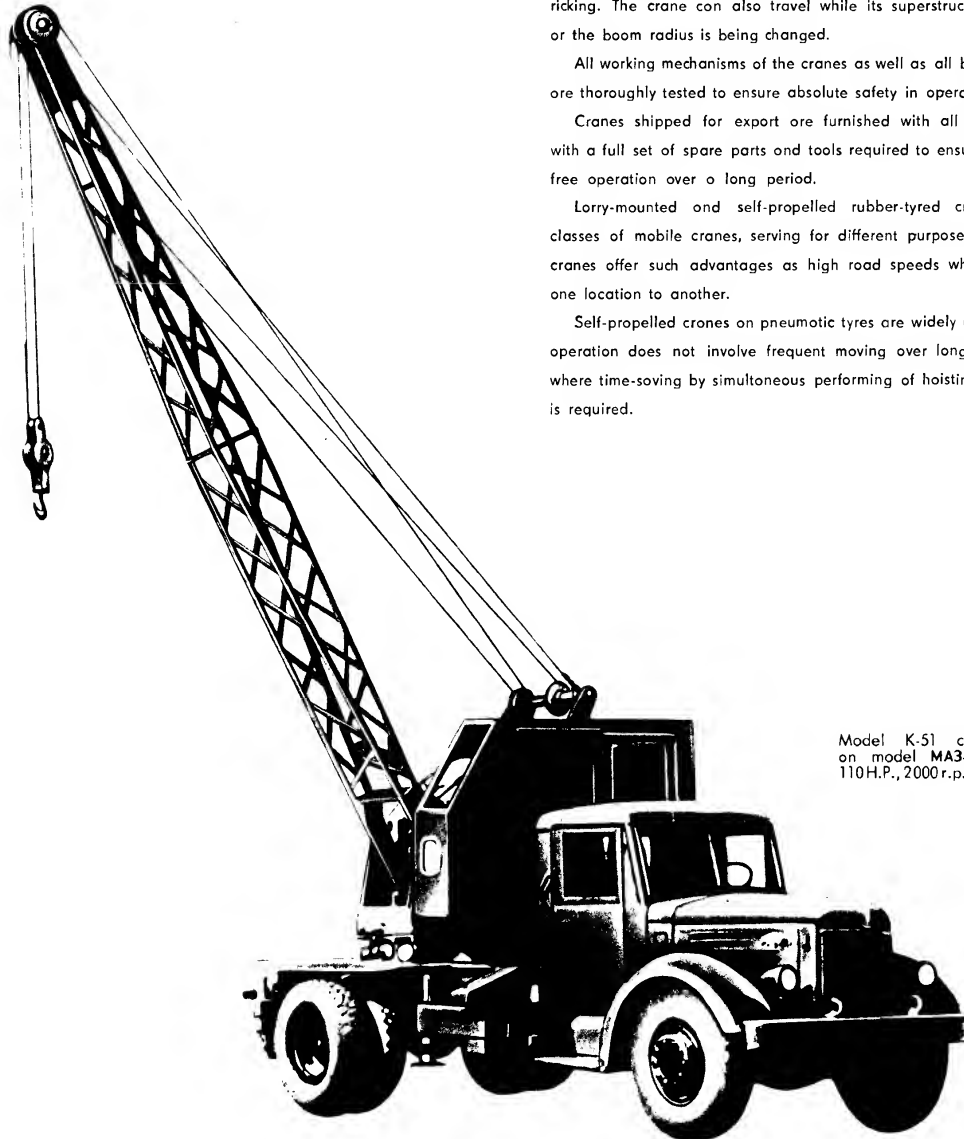 ricking. The crane con also travel while its superstruc
or the boom radius is being changed.
All working mechanisms of the cranes as well as all b
ore thoroughly tested to ensure absolute safety in opera
Cranes shipped for export ore furnished with all
with a full set of spare parts ond tools required to ensu
free operation over o long period.
Lorry-mounted ond self-propelled rubber-tyred c
classes of mobile cranes, serving for different purpose
cranes offer such advantages as high road speeds wh
one location to another.
Self-propelled crones on pneumotic tyres are widely
operation does not involve frequent moving over long
where time-soving by simultoneous performing of hoistin
is required.
Model K-51 c
on model MA3-
110H.P., 2000r.p.